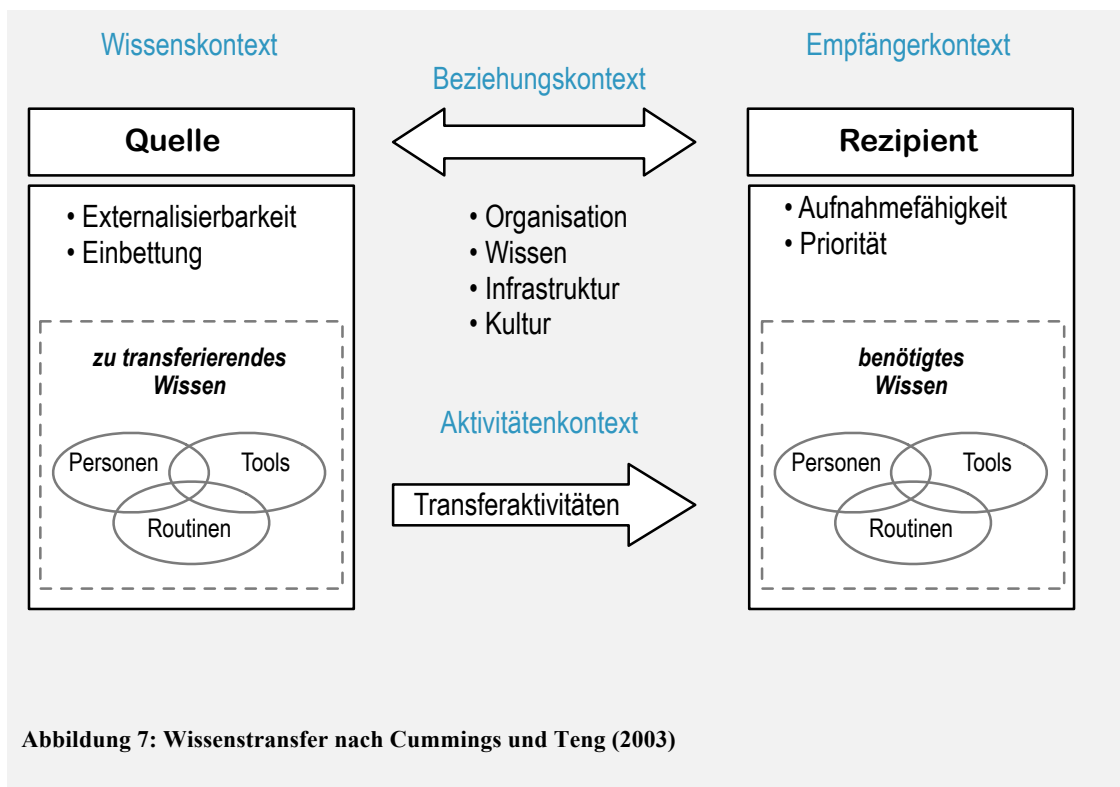 Wissenskontext
Empfängerkontext
Beziehungskontext
Quelle
Rezipient
• Externalisierbarkeit
• Einbettung
• Organisation
• Wissen
• Infrastruktur
• Kultur
• Aufnahmefähigkeit
• Priorität
zu transferierendes
Wissen
Personen
Tools
Routinen
Aktivitätenkontext
Transferaktivitäten
benötigtes
Wissen
Personen
Tools
Routinen
Abbildung 7: Wissenstransfer nach Cummings und Teng (2003)